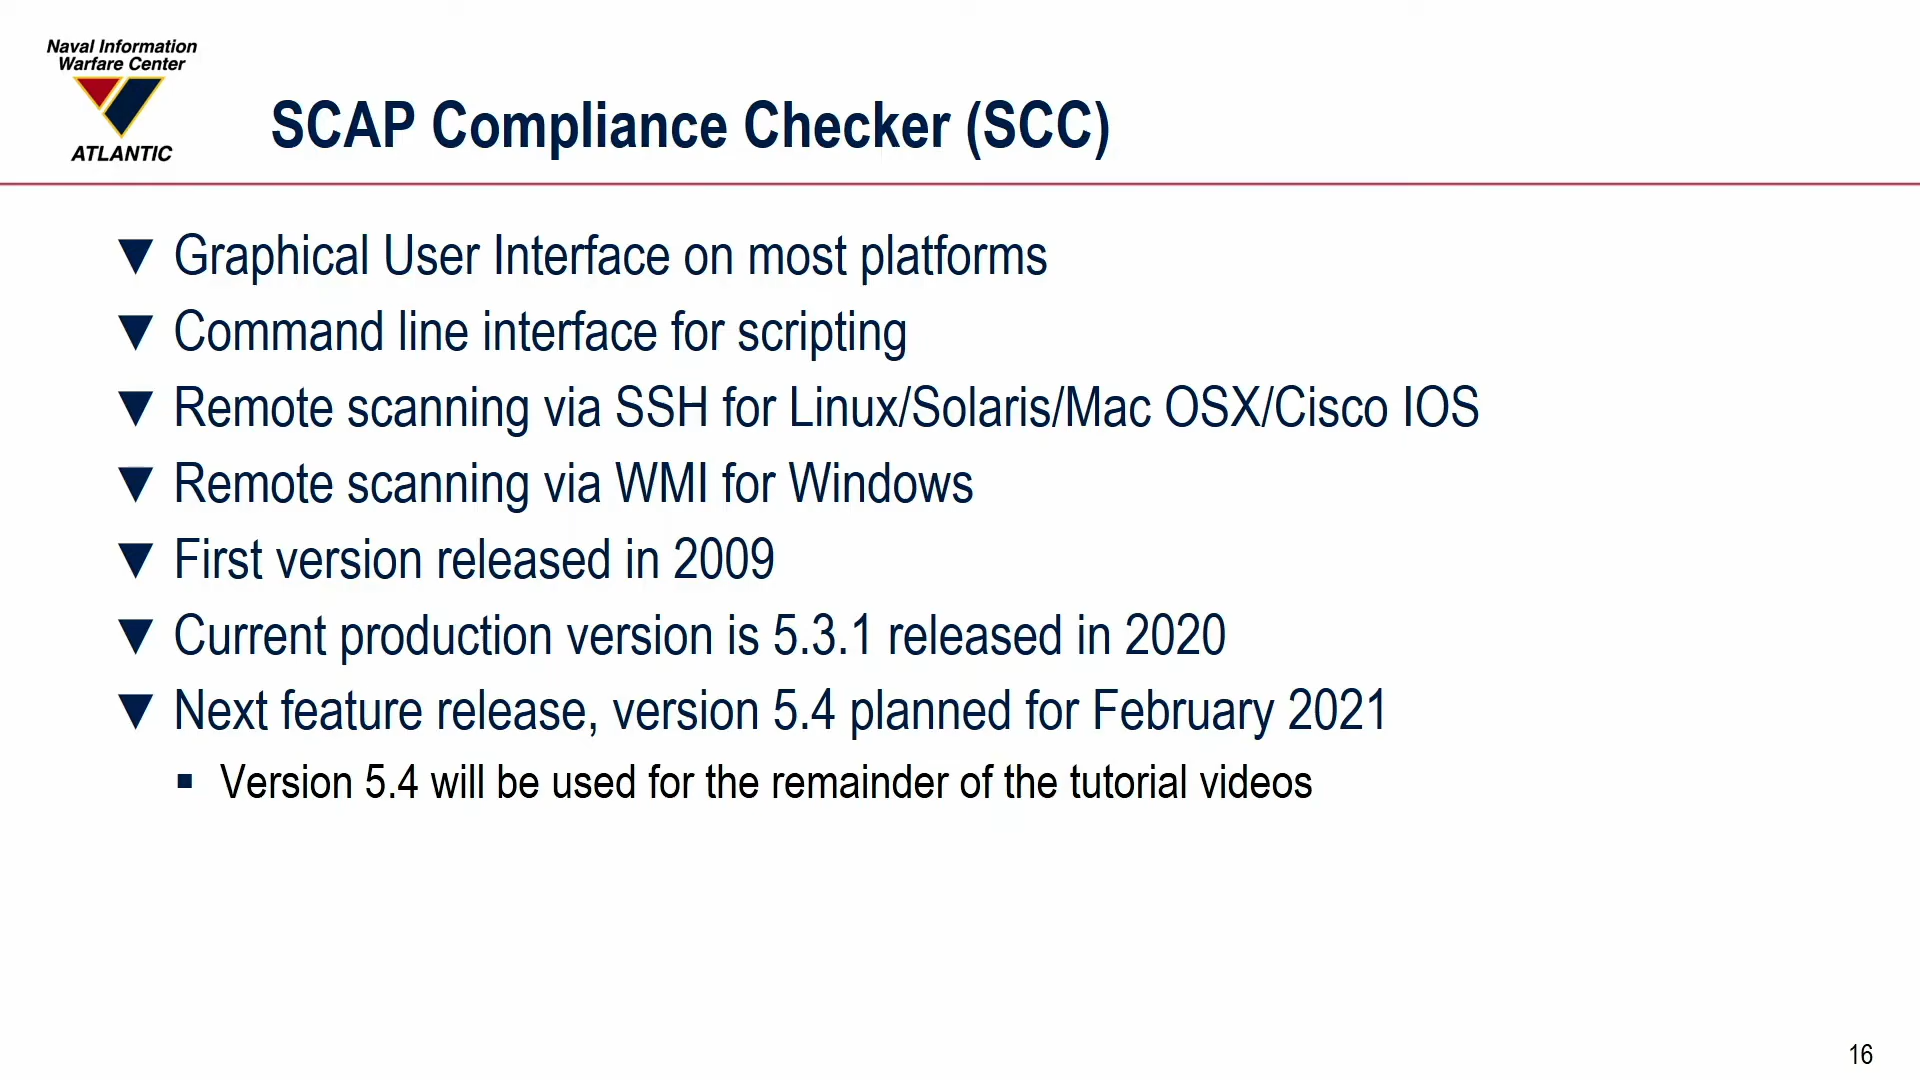 Naval Information
Warfare Center
ATLANTIC
SCAP Compliance Checker (SCC)
Graphical User Interface on most platforms
Command line interface for scripting
Remote scanning via SSH for Linux/Solaris/Mac OSX/Cisco IOS
Remote scanning via WMI for Windows
First version released in 2009
Current production version is 5.3.1 released in 2020
Next feature release, version 5.4 planned for February 2021
Version 5.4 will be used for the remainder of the tutorial videos
16